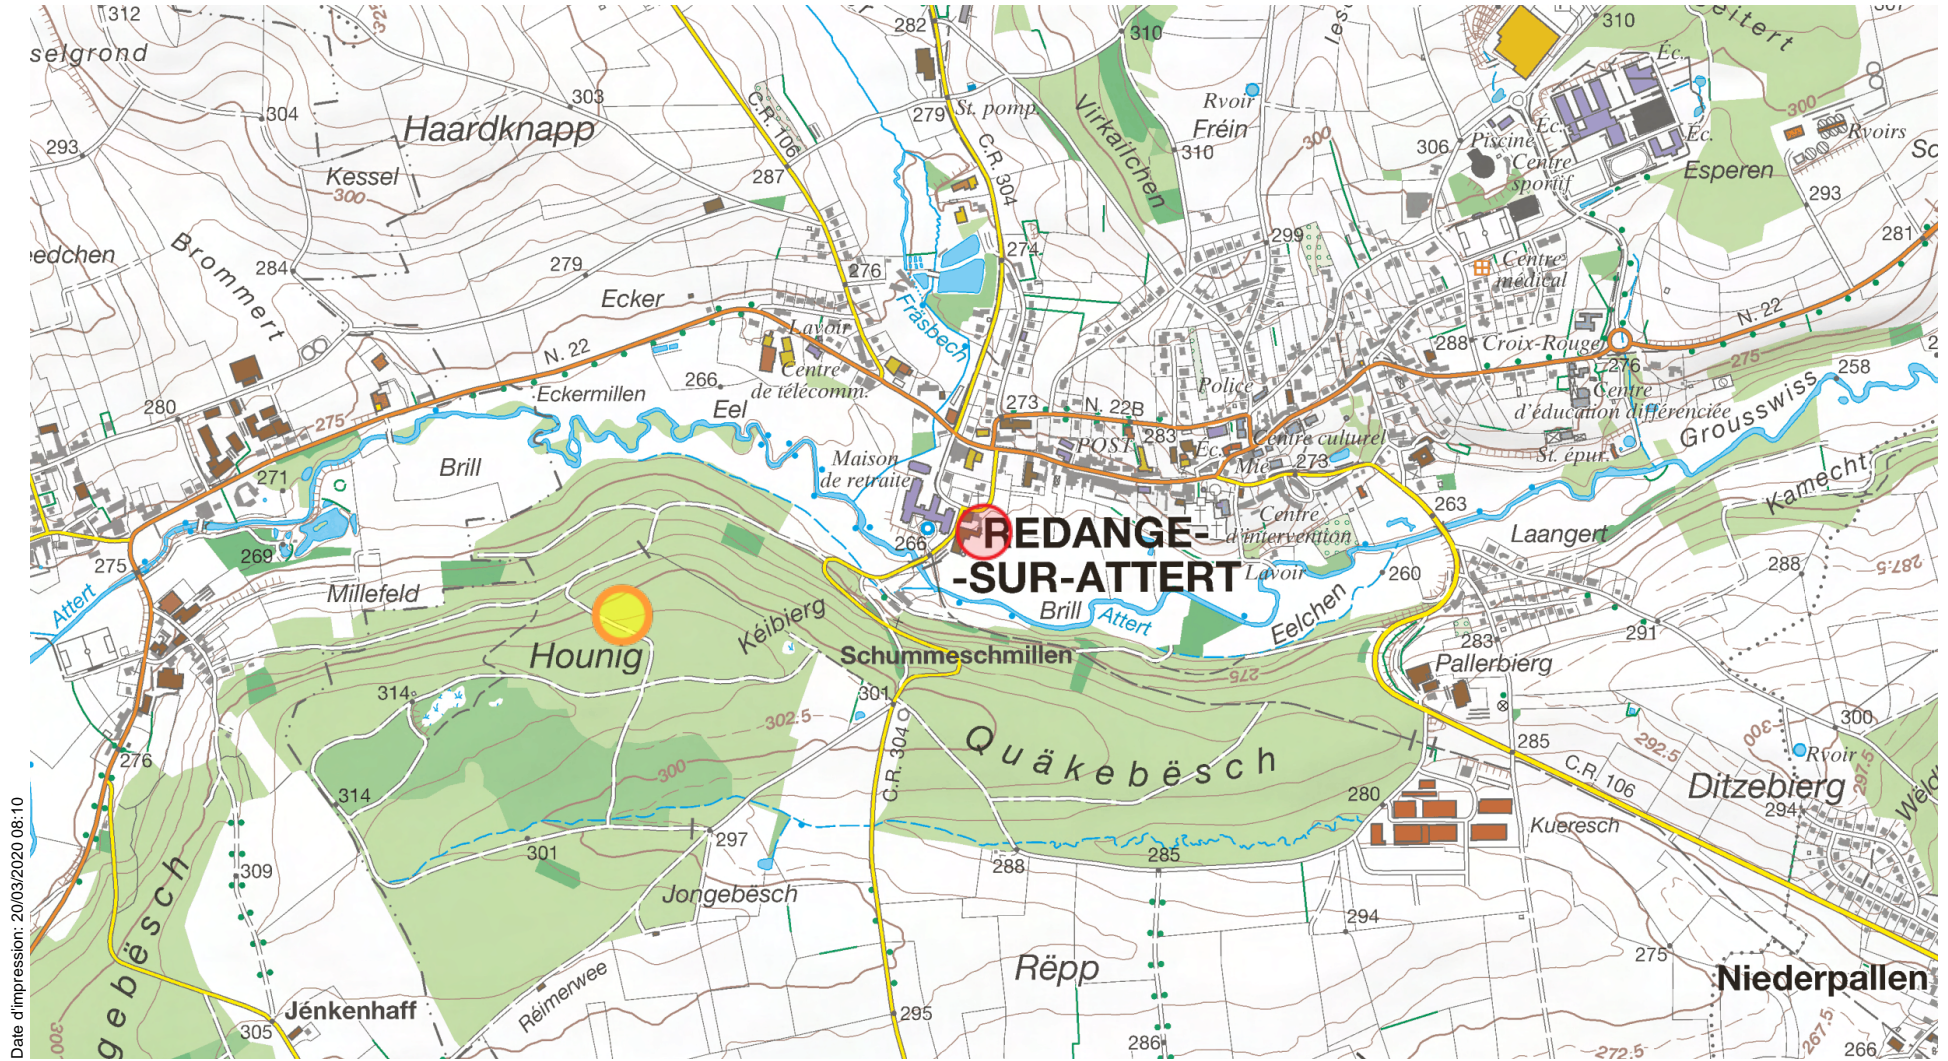 312
selgrond
304
303
293
Haardknapp
Kessel
300
C.R. 106
287
282
279
St. pomp.
C.R. 304
310
Virkailchen
Rvoir
Fréin
310
300
310
Éc.
300
306
Piscine
Éc.
Centre
sportif
Éc.
Esperen
Rvoirs
293
281
edchen
Brommert
284
279
Ecker
276
274
299
Centre
médical
Fräsbech
Lavoir
N. 22
Centre
de télécomm.
Eckermillen
266
Eel
288
Croix-Rouge
276
N. 22
275
258
Centre
d'éducation différenciée
Grousswiss
Police
273
N. 22B
283
POST
Éc.
Centre culturel
Mie
273
St. épur.
280
275
271
Brill
Maison
de retraite
266
263
Kamecht
Centre
d'intervention
REDANGE-
-SUR-ATTERT
Lavoir
Laangert
260
288
287.5
275
269
Attert
Millefeld
Hounig
Kéibierg
Brill
Attert
Eelchen
291
283
Schummeschmillen
275
Pallerbierg
314
301
302.5
300
Quäkebësch
300
300
292.5
285
Rvoir
297.5
276
314
C.R. 304
C.R. 106
Ditzebierg
294
280
Kueresch
301
297
288
285
309
Jongebësch
294
275
gebësch
Rëpp
Réimerwee
Niederpallen
Jénkenhaff
305
295
286
300
272.5
267.5
266
Date d'impression: 20/03/2020 08:10